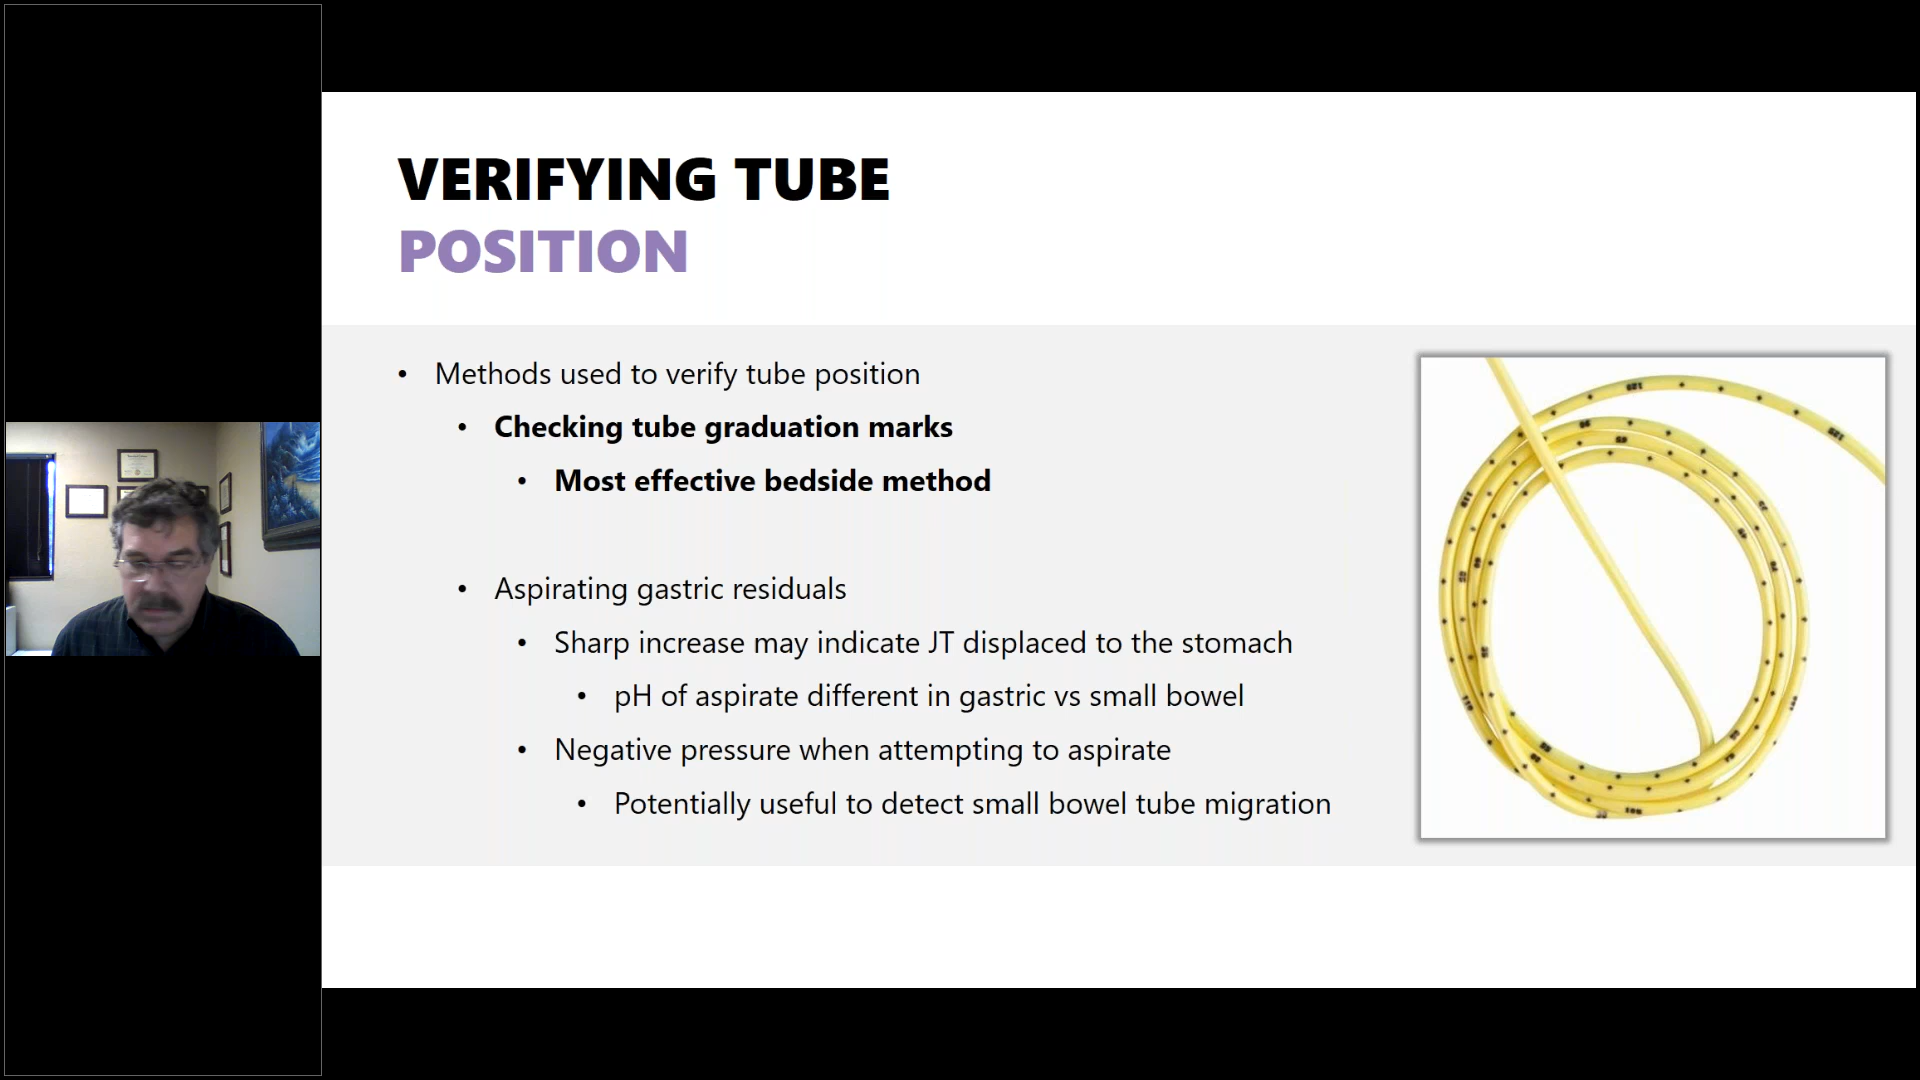 VERIFYING TUBE
POSITION
• Methods used to verify tube position
• Checking tube graduation marks
• Most effective bedside method
• Aspirating gastric residuals
• Sharp increase may indicate JT displaced to the stomach
• pH of aspirate different in gastric vs small bowel
• Negative pressure when attempting to aspirate
• Potentially useful to detect small bowel tube migration